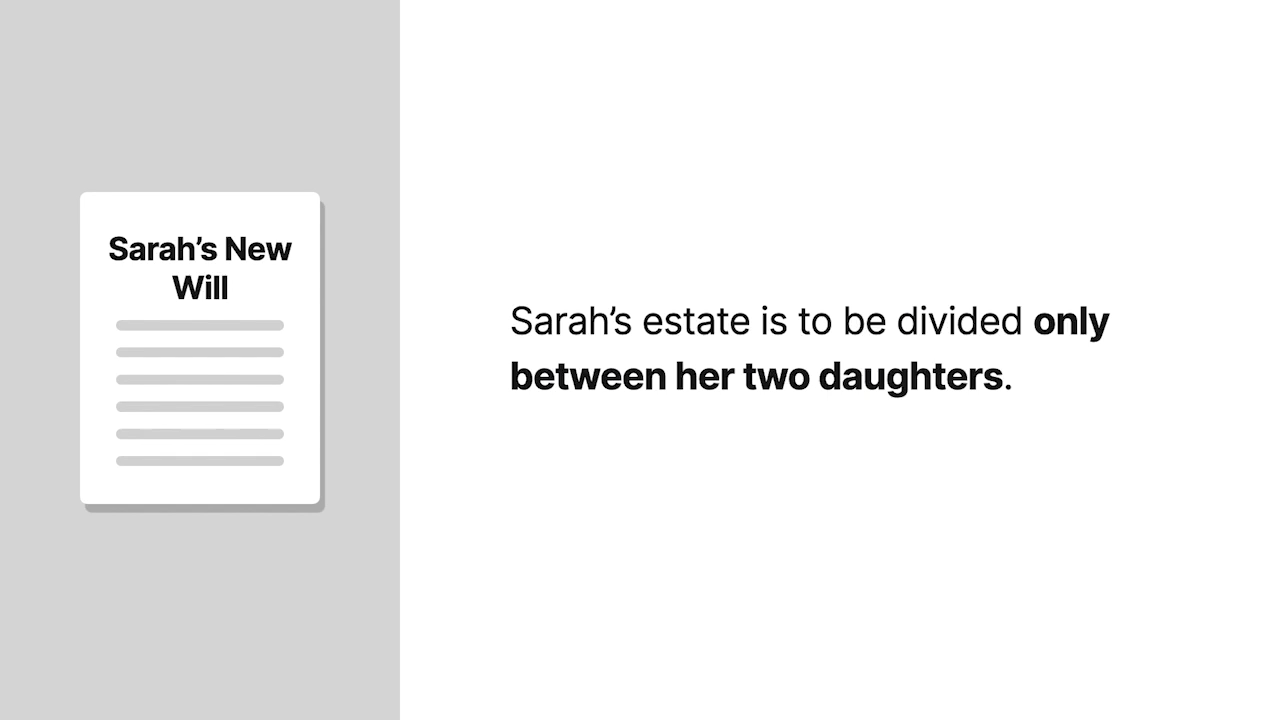 Sarah’s New
Will
Sarah’s estate is to be divided only
between her two daughters.